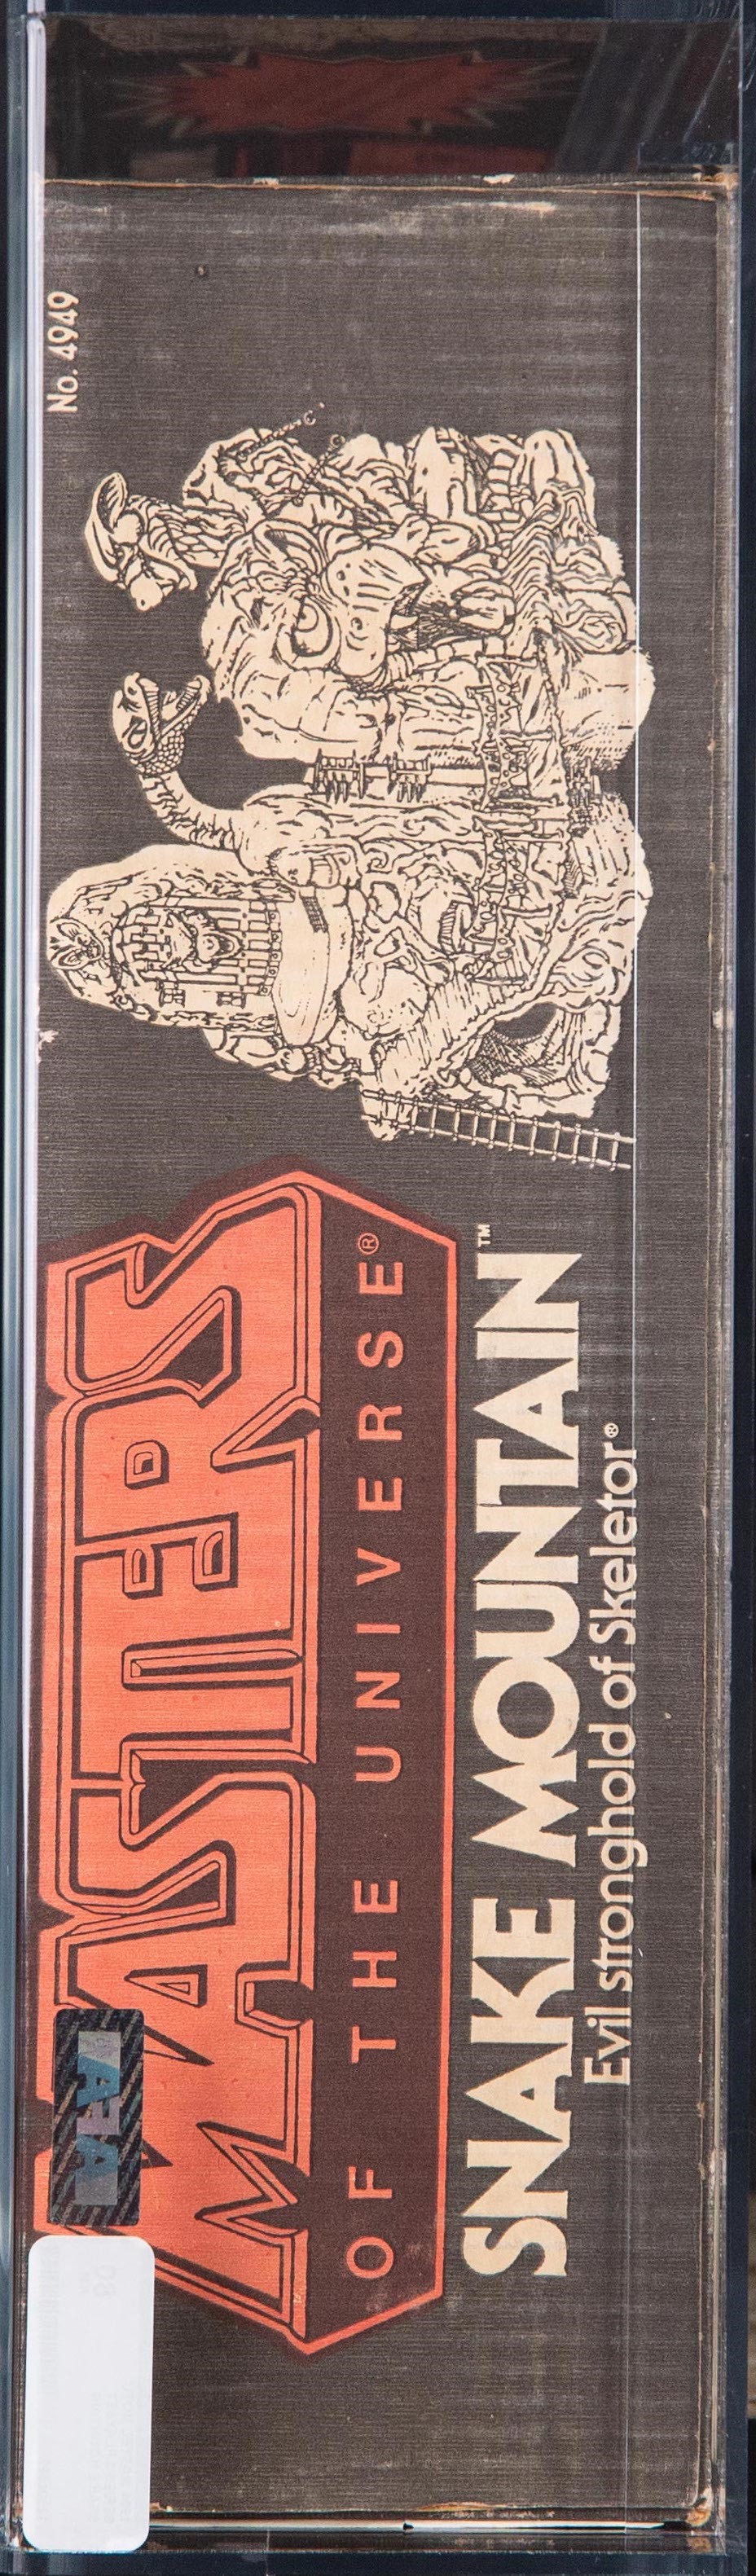 No. 4949
MASTERS
OF THE UNIVERSE®
SNAKE MOUNTAIN™
Evil stronghold of Skeletor®
AFA